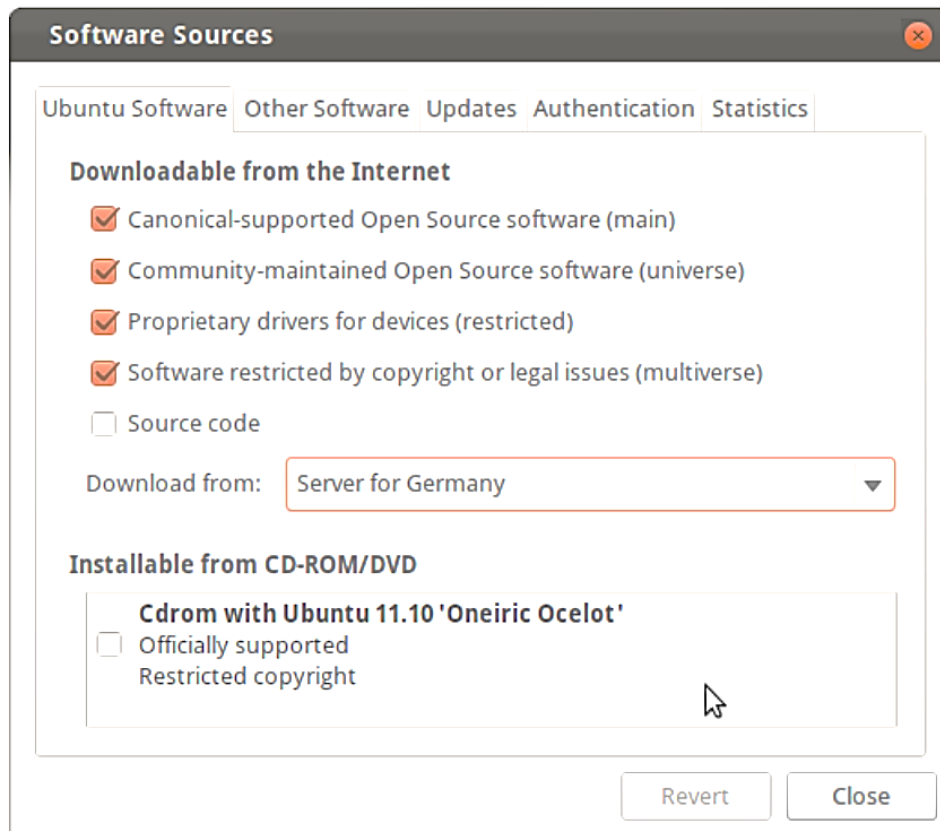 Software Sources
Ubuntu Software Other Software Updates Authentication Statistics
Downloadable from the Internet
Canonical-supported Open Source software (main)
Community-maintained Open Source software (universe)
Proprietary drivers for devices (restricted)
Software restricted by copyright or legal issues (multiverse)
Source code
Download from: Server for Germany
Installable from CD-ROM/DVD
Cdrom with Ubuntu 11.10 'Oneiric Ocelot'
Officially supported
Restricted copyright
Revert Close